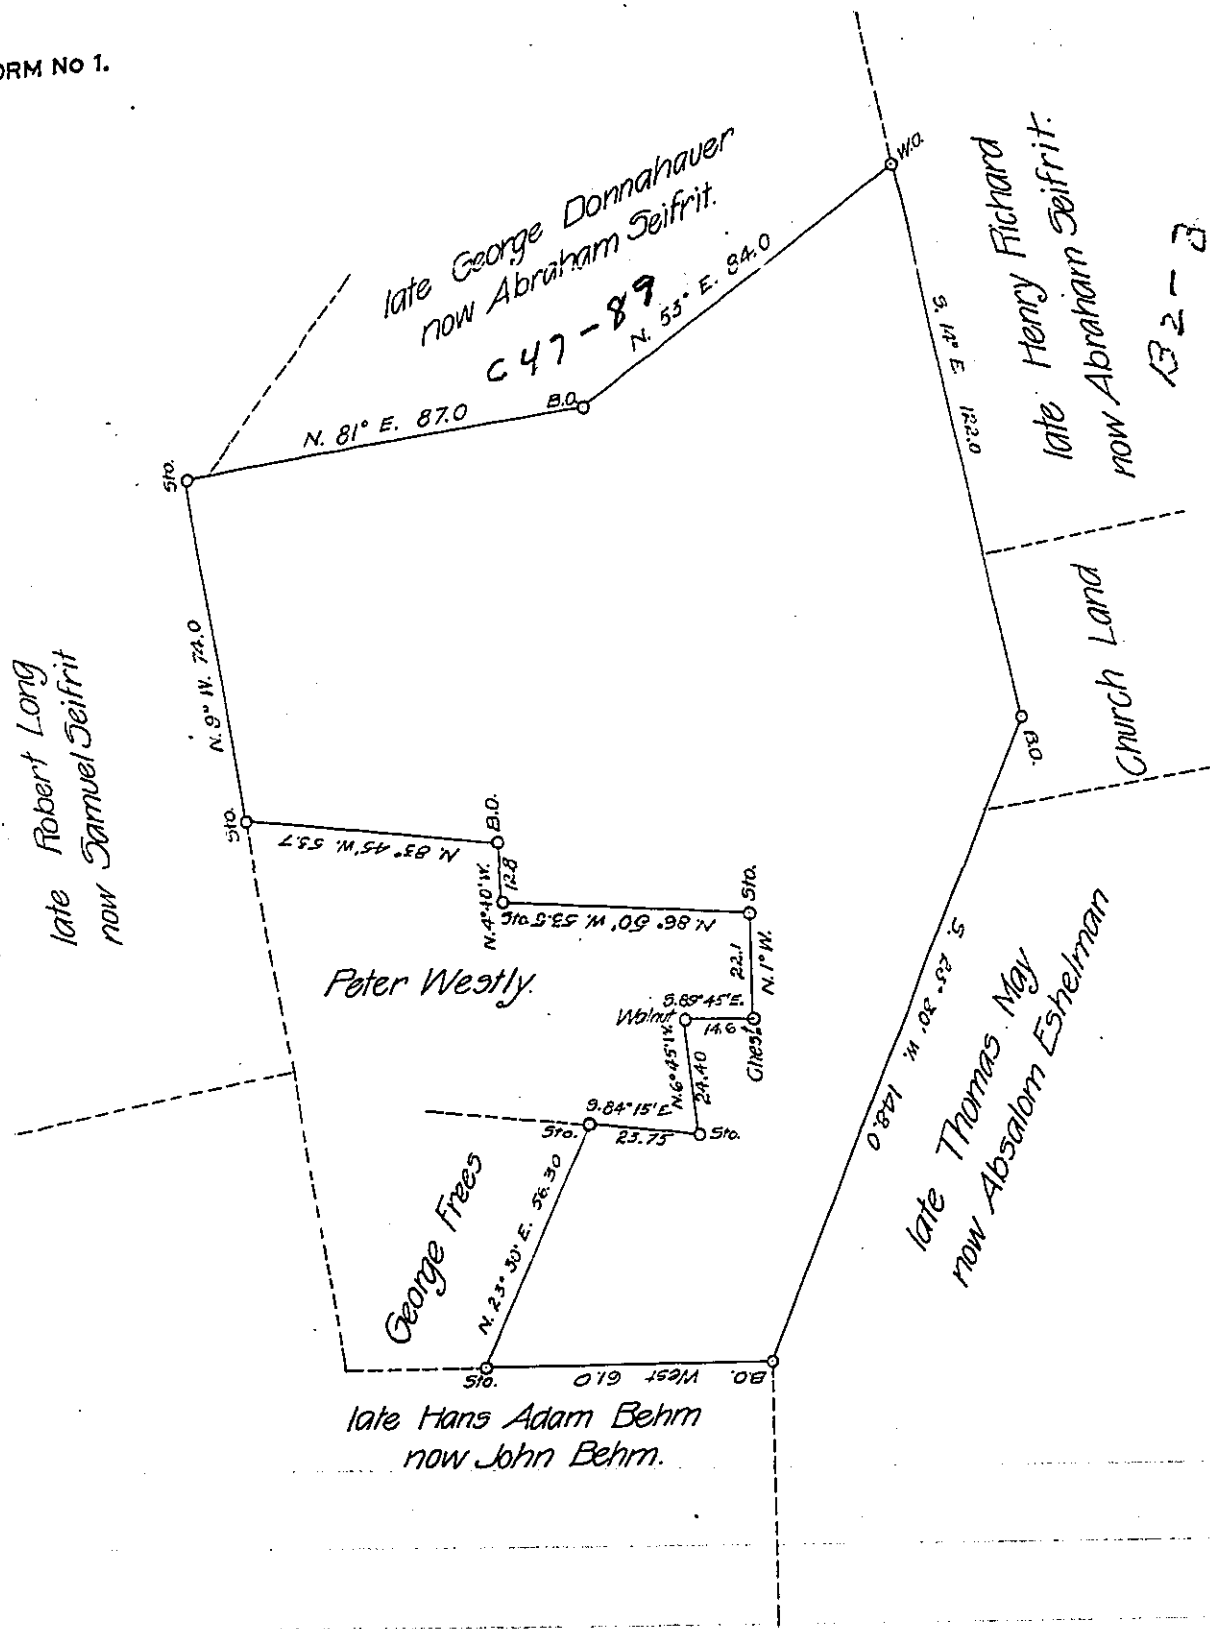 ORM No 1.
late George Donnahauer
now Abraham Seifrit.
C47-89
N. 53° E. 84.0
W.O.
B.O.
N. 81° E. 87.0
Sto.
late Henry Richard
now Abraham Seifrit.
B2-3
S. 14° E 122.0
Church Land
B.O.
late Robert Long
now Samuel Seifrit
N. 9° W. 74.0
Sto.
N. 83° 45' W. 53.7
B.O.
N. 4° 40' W.
12.8
Sto.
N. 86° 50' W. 53.5
Sto.
22.1
N. 1° W.
Peter Westly.
S. 89° 45' E.
14.6
Walnut
Chest
N. 6° 45' W.
24.40
S. 84° 15' E
23.75
Sto.
Sto.
S. 23° 30' W. 148.0
late Thomas May
now Absalom Eshelman
George Frees
N. 23° 30' E. 56.30
Sto.
West 61.0
B.O.
late Hans Adam Behm
now John Behm.